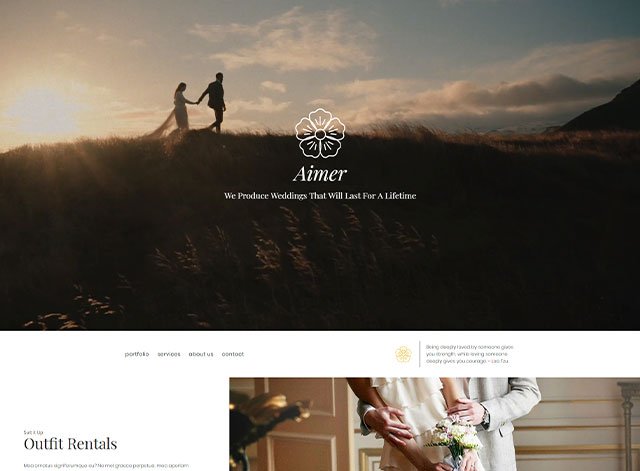 Aimer
We Produce Weddings That Will Last For A Lifetime
portfolio services about us contact
Being deeply loved by someone gives
you strength, while loving someone
deeply gives you courage. – Lao Tzu
Suit Up
Outfit Rentals